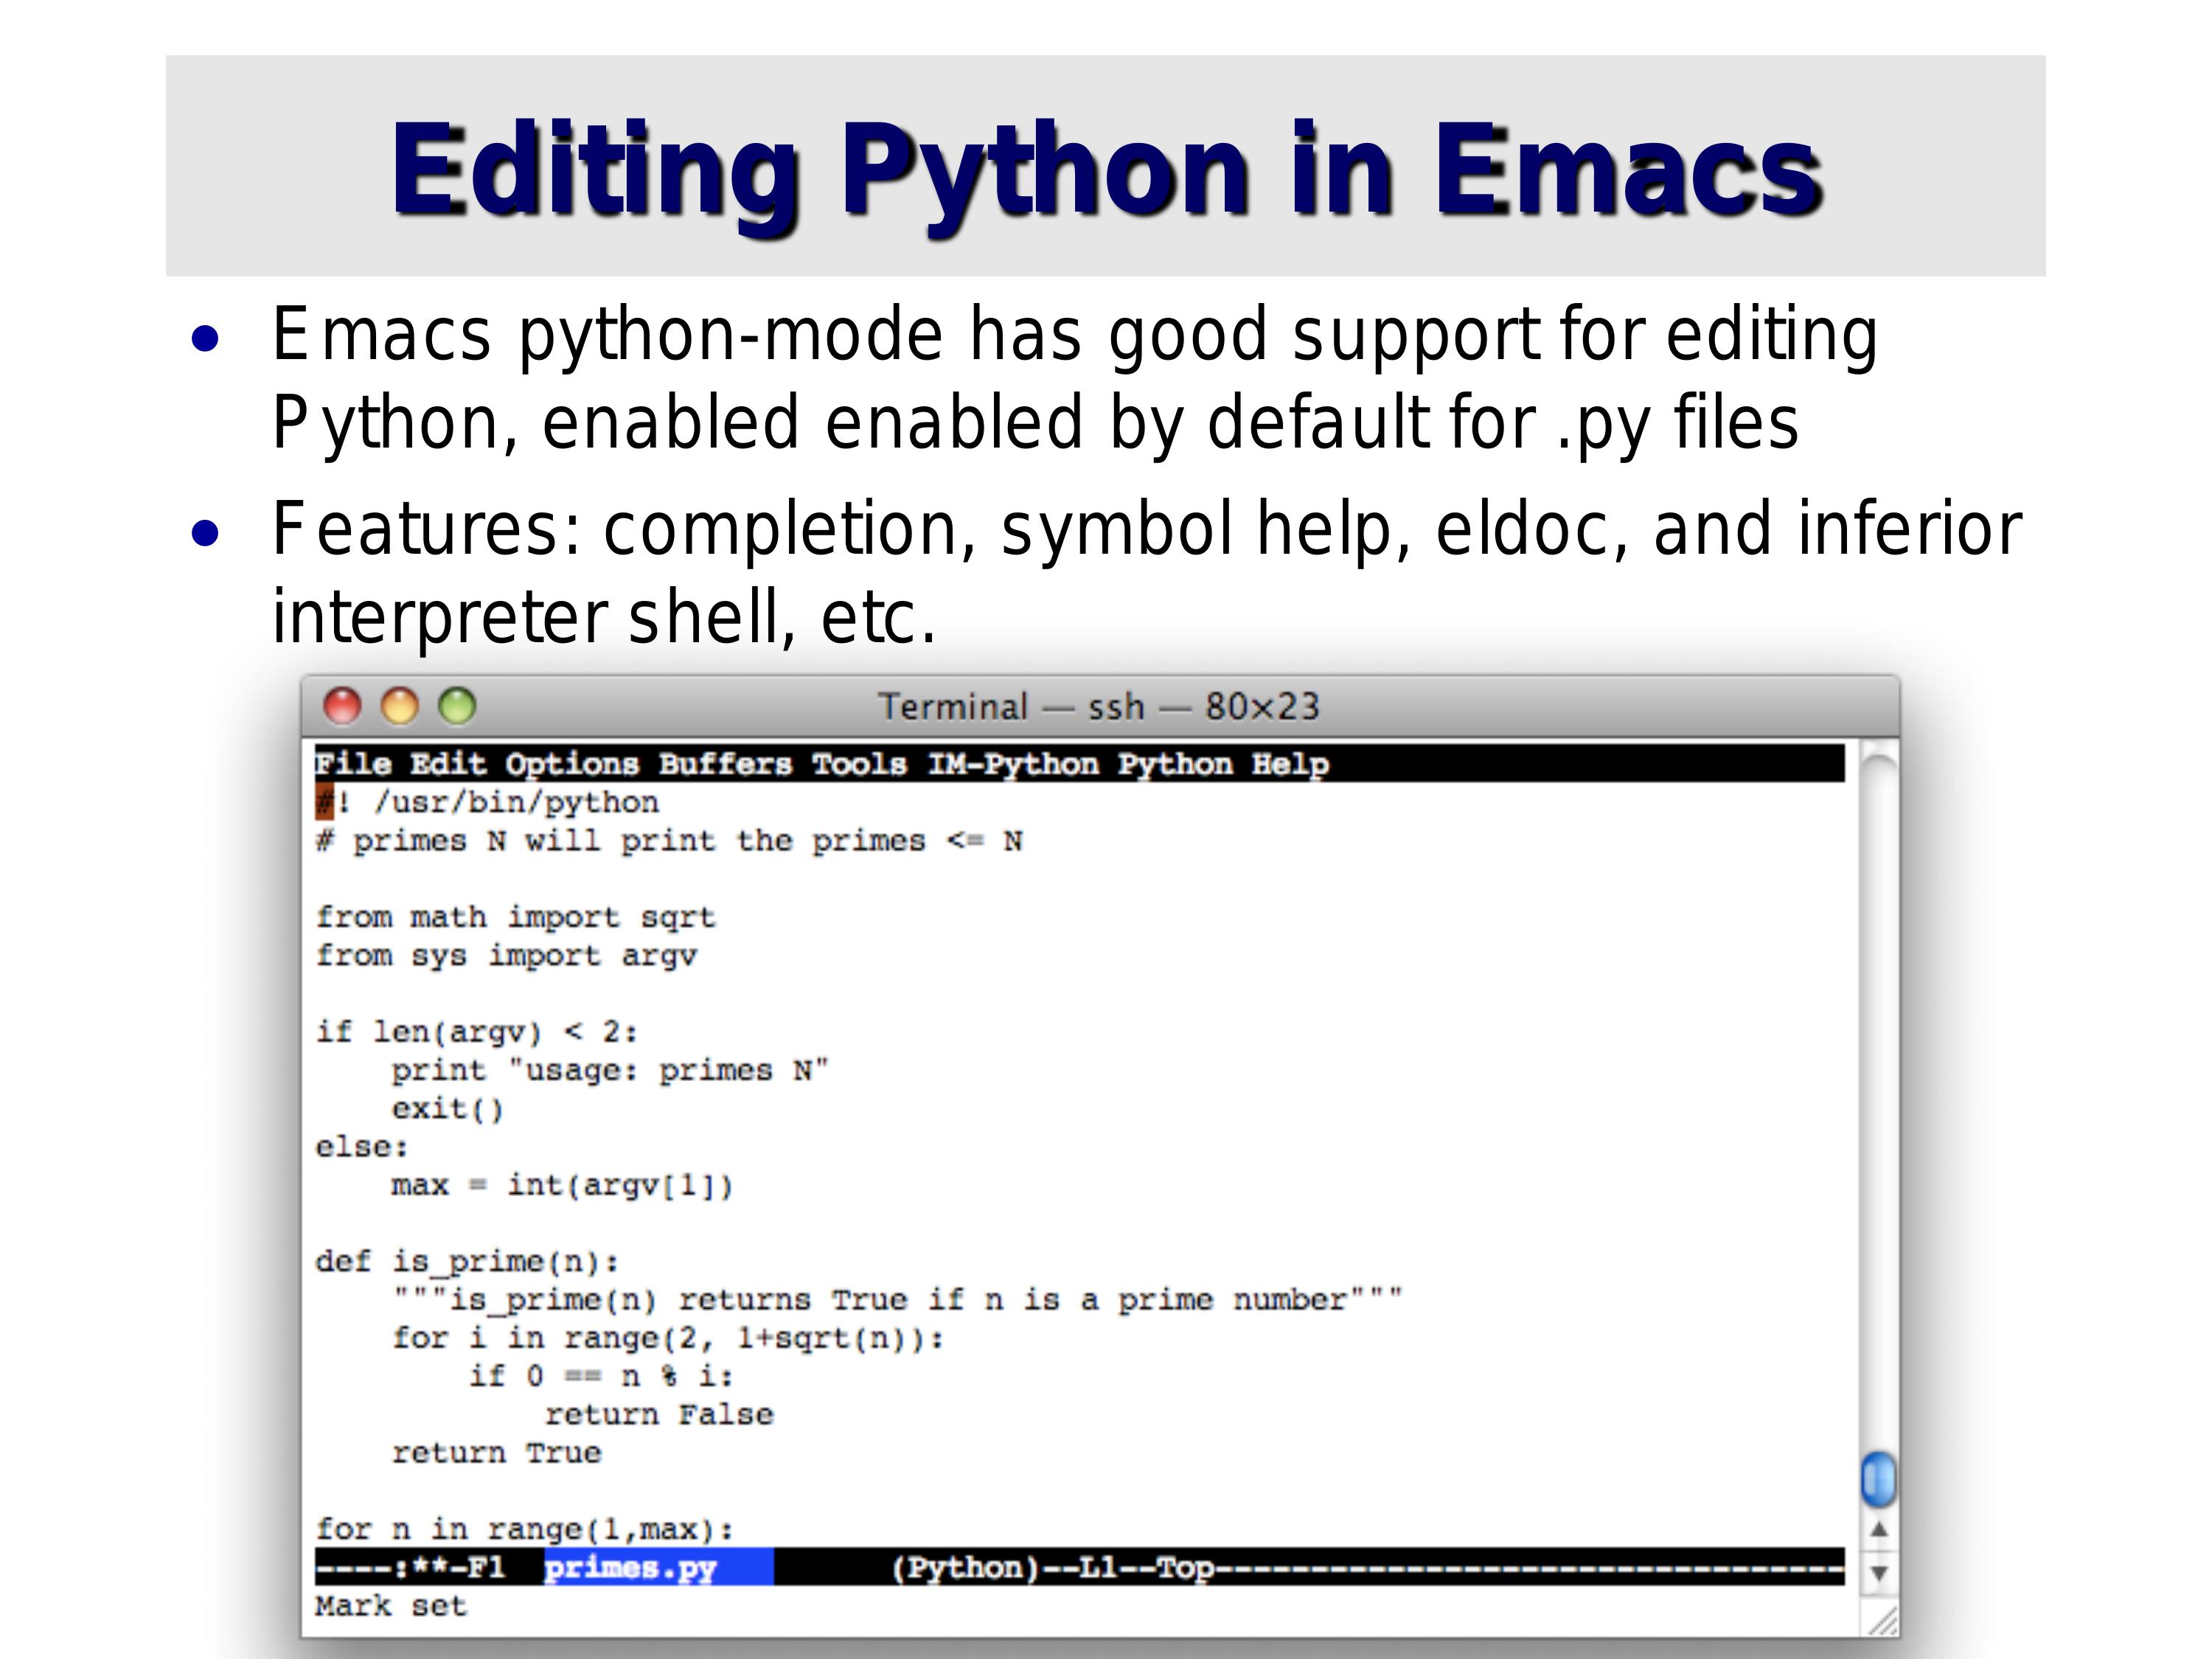 Editing Python in Emacs
• Emacs python-mode has good support for editing
Python, enabled enabled by default for .py files
• Features: completion, symbol help, eldoc, and inferior
interpreter shell, etc.
Terminal — ssh — 80×23
File Edit Options Buffers Tools IM-Python Python Help
#! /usr/bin/python
# primes N will print the primes <= N

from math import sqrt
from sys import argv

if len(argv) < 2:
    print "usage: primes N"
    exit()
else:
    max = int(argv[1])

def is_prime(n):
    """is_prime(n) returns True if n is a prime number"""
    for i in range(2, 1+sqrt(n)):
        if 0 == n % i:
            return False
    return True

for n in range(1,max):
----:**-F1  primes.py      (Python)--L1--Top---------------------------------
Mark set